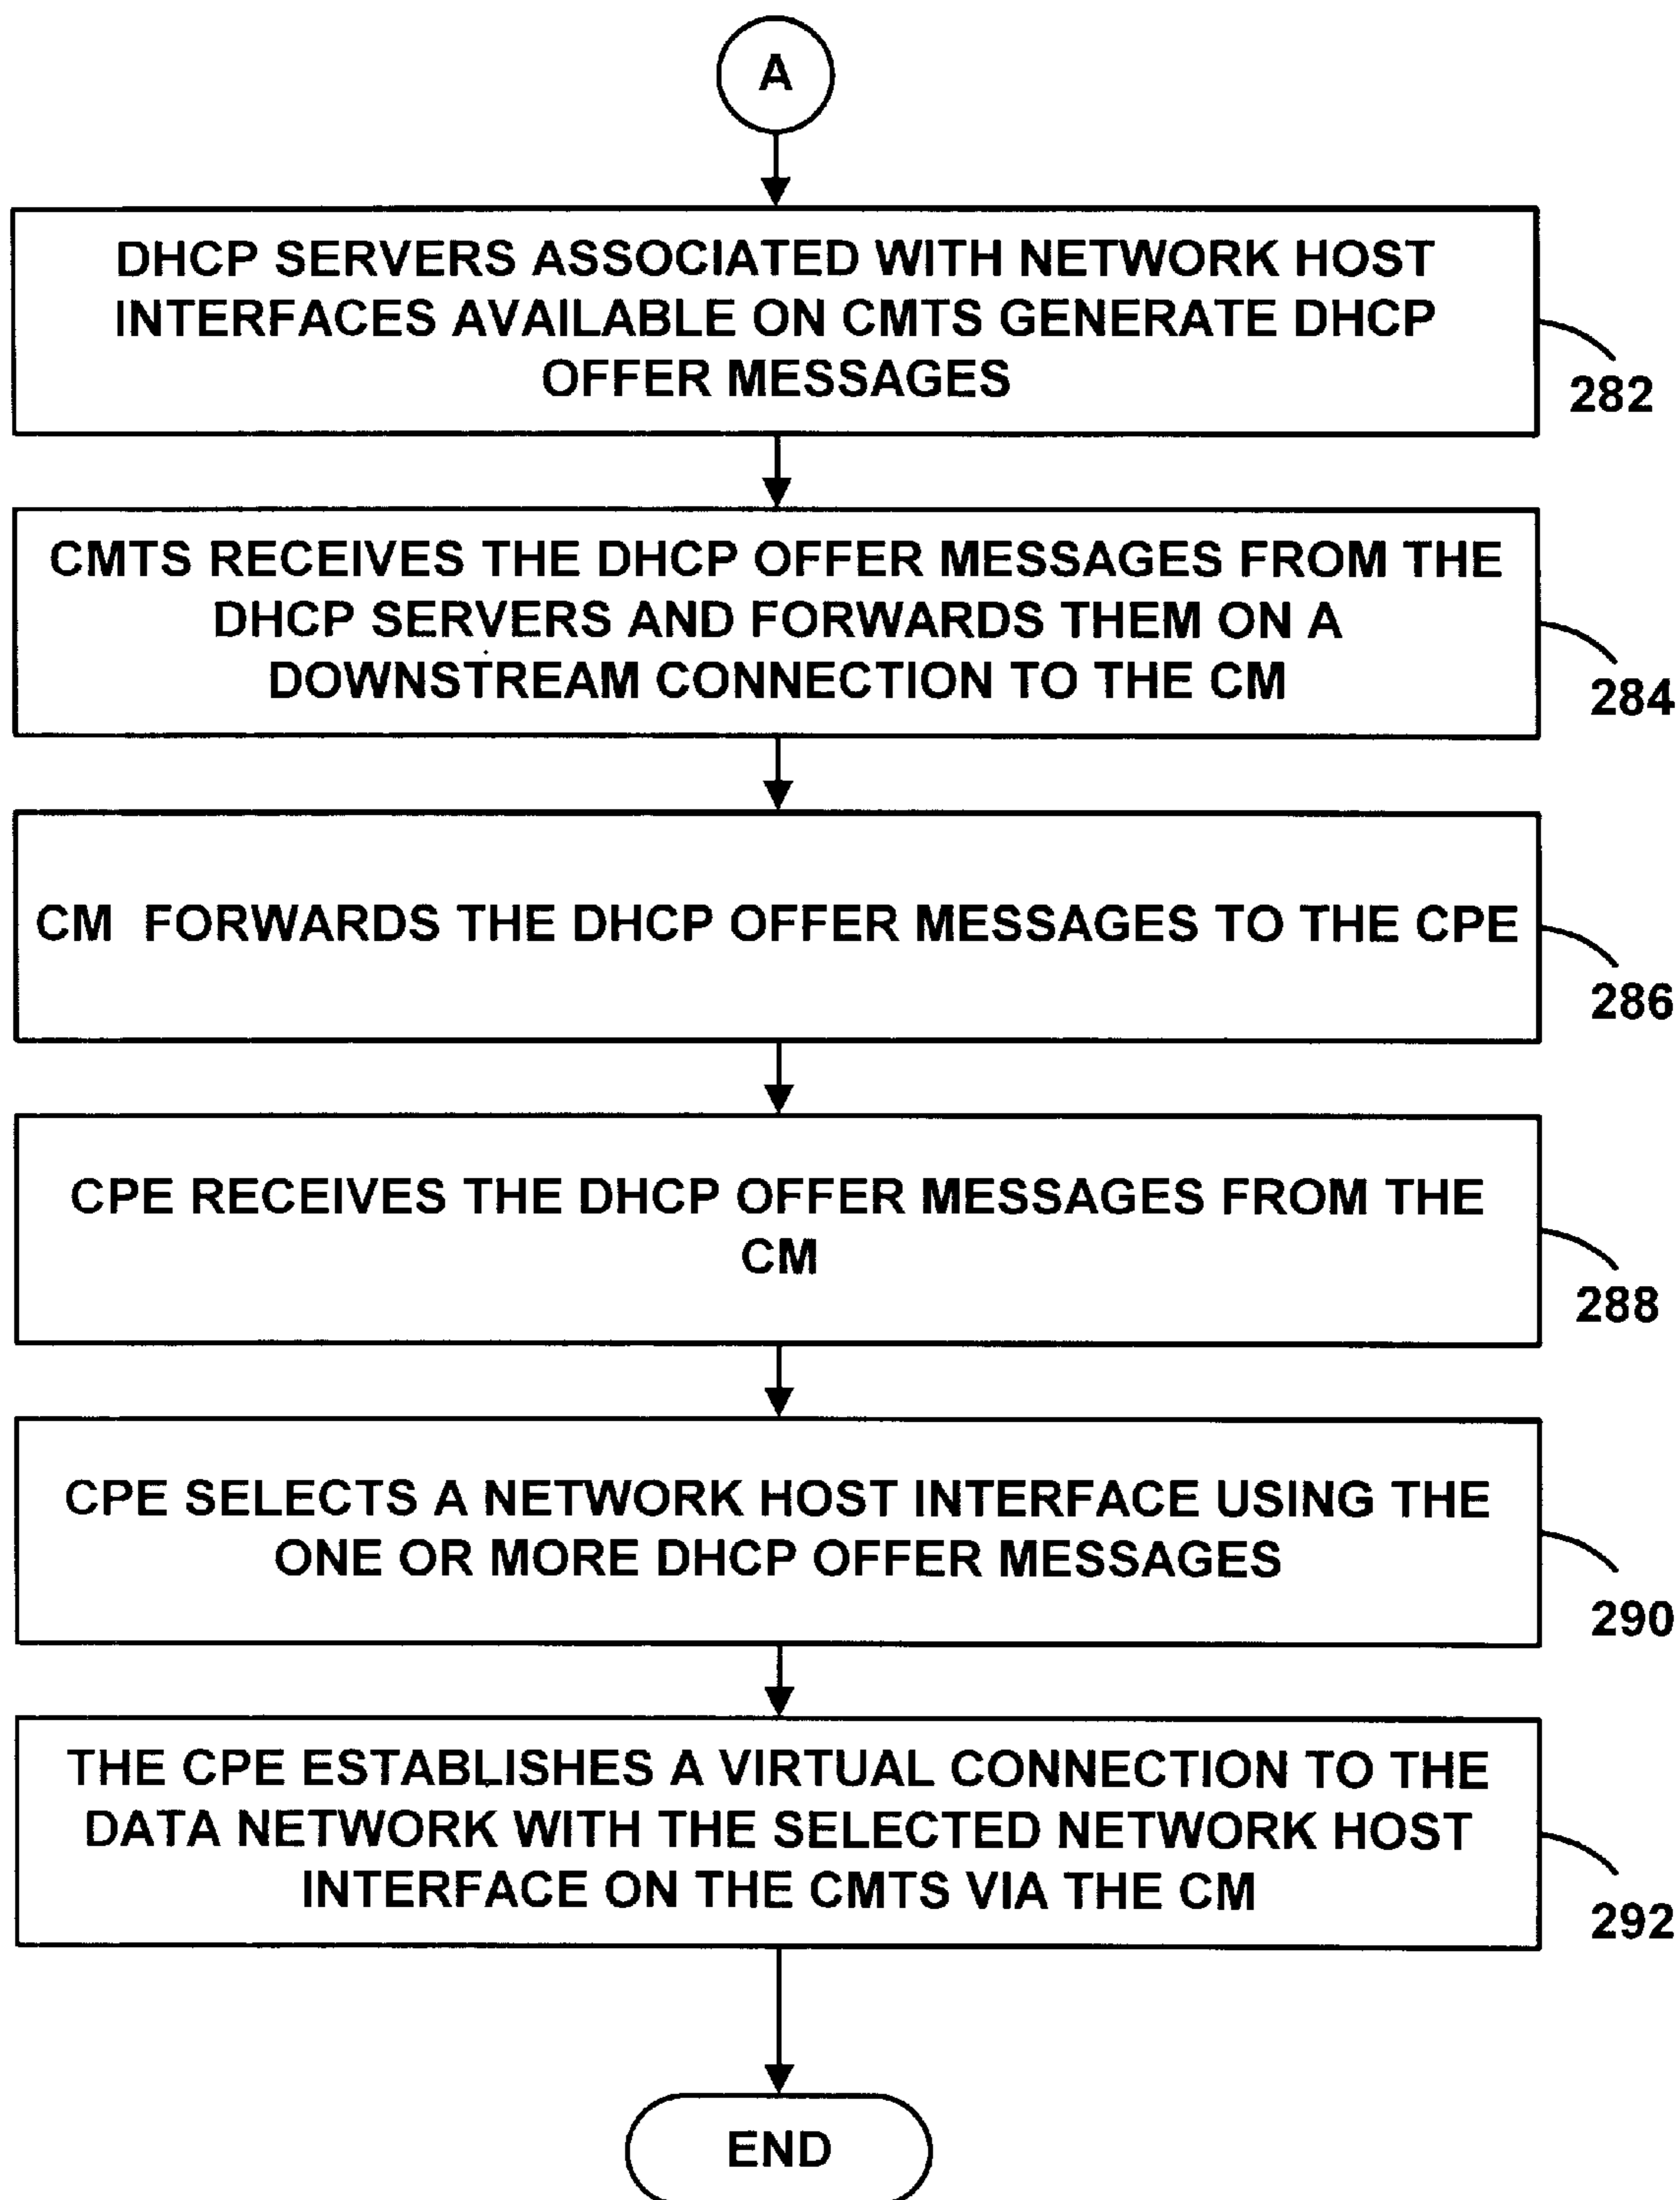 A
DHCP SERVERS ASSOCIATED WITH NETWORK HOST
INTERFACES AVAILABLE ON CMTS GENERATE DHCP
OFFER MESSAGES
282
CMTS RECEIVES THE DHCP OFFER MESSAGES FROM THE
DHCP SERVERS AND FORWARDS THEM ON A
DOWNSTREAM CONNECTION TO THE CM
284
CM FORWARDS THE DHCP OFFER MESSAGES TO THE CPE
286
CPE RECEIVES THE DHCP OFFER MESSAGES FROM THE
CM
288
CPE SELECTS A NETWORK HOST INTERFACE USING THE
ONE OR MORE DHCP OFFER MESSAGES
290
THE CPE ESTABLISHES A VIRTUAL CONNECTION TO THE
DATA NETWORK WITH THE SELECTED NETWORK HOST
INTERFACE ON THE CMTS VIA THE CM
292
END